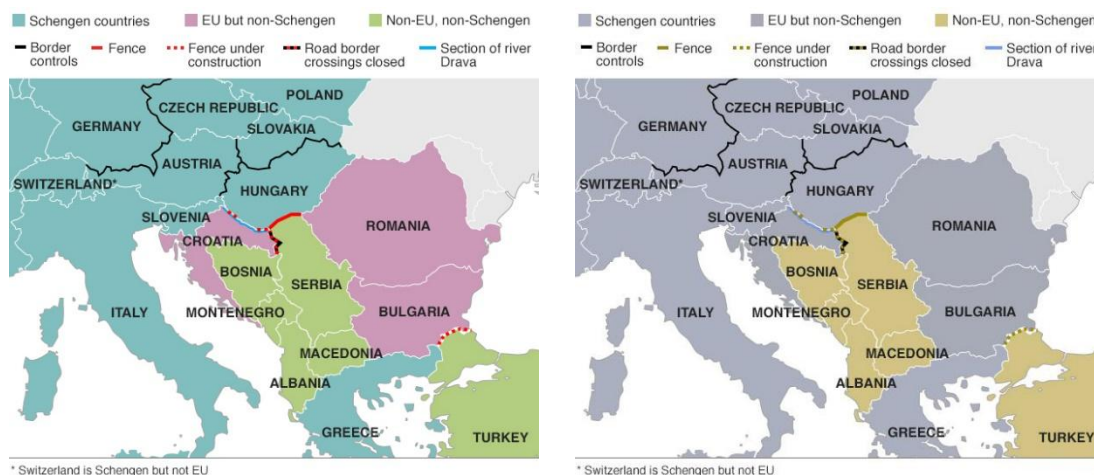 Schengen countries EU but non-Schengen Non-EU, non-Schengen
Border controls Fence Fence under construction Road border crossings closed Section of river Drava
POLAND
CZECH REPUBLIC
GERMANY
SLOVAKIA
AUSTRIA
SWITZERLAND*
HUNGARY
SLOVENIA
ROMANIA
CROATIA
BOSNIA
SERBIA
ITALY
MONTENEGRO
BULGARIA
MACEDONIA
ALBANIA
GREECE
TURKEY
* Switzerland is Schengen but not EU
Schengen countries EU but non-Schengen Non-EU, non-Schengen
Border controls Fence Fence under construction Road border crossings closed Section of river Drava
POLAND
CZECH REPUBLIC
GERMANY
SLOVAKIA
AUSTRIA
SWITZERLAND*
HUNGARY
SLOVENIA
ROMANIA
CROATIA
BOSNIA
SERBIA
ITALY
MONTENEGRO
BULGARIA
MACEDONIA
ALBANIA
GREECE
TURKEY
* Switzerland is Schengen but not EU